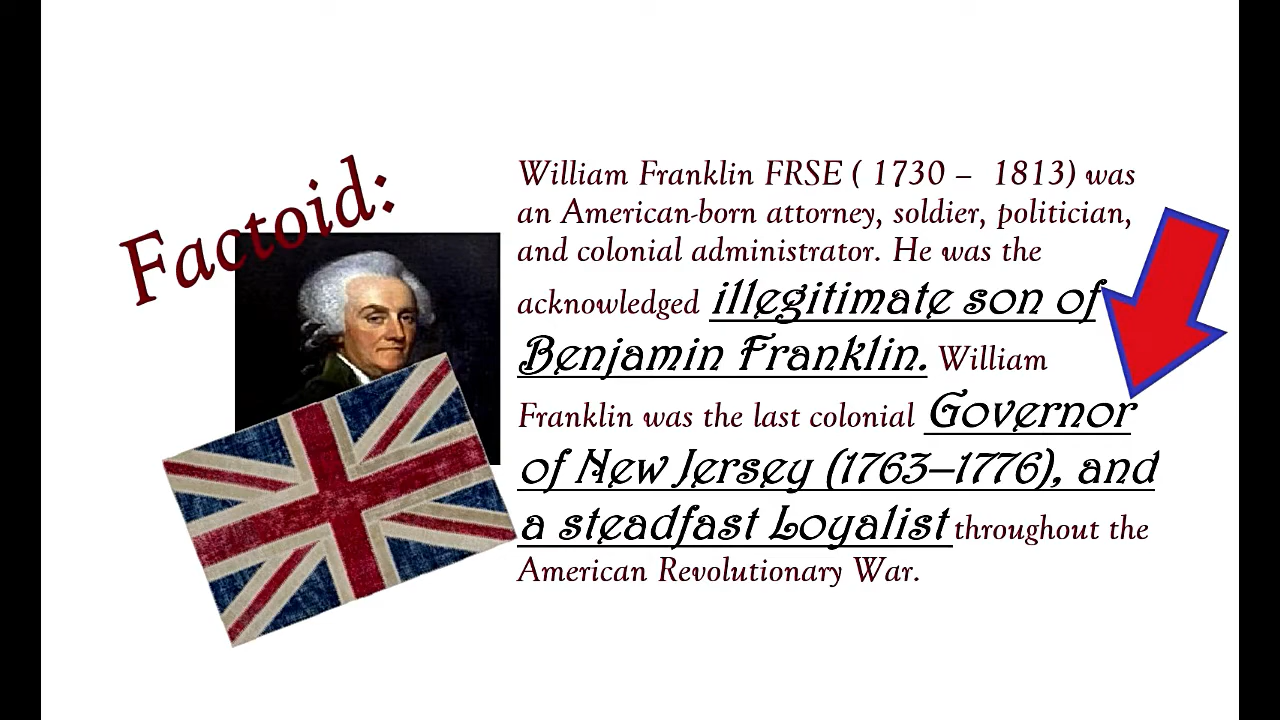 Factoid:
William Franklin FRSE ( 1730 – 1813) was
an American-born attorney, soldier, politician,
and colonial administrator. He was the
acknowledged illegitimate son of
Benjamin Franklin. William
Franklin was the last colonial Governor
of New Jersey (1763–1776), and
a steadfast Loyalist throughout the
American Revolutionary War.